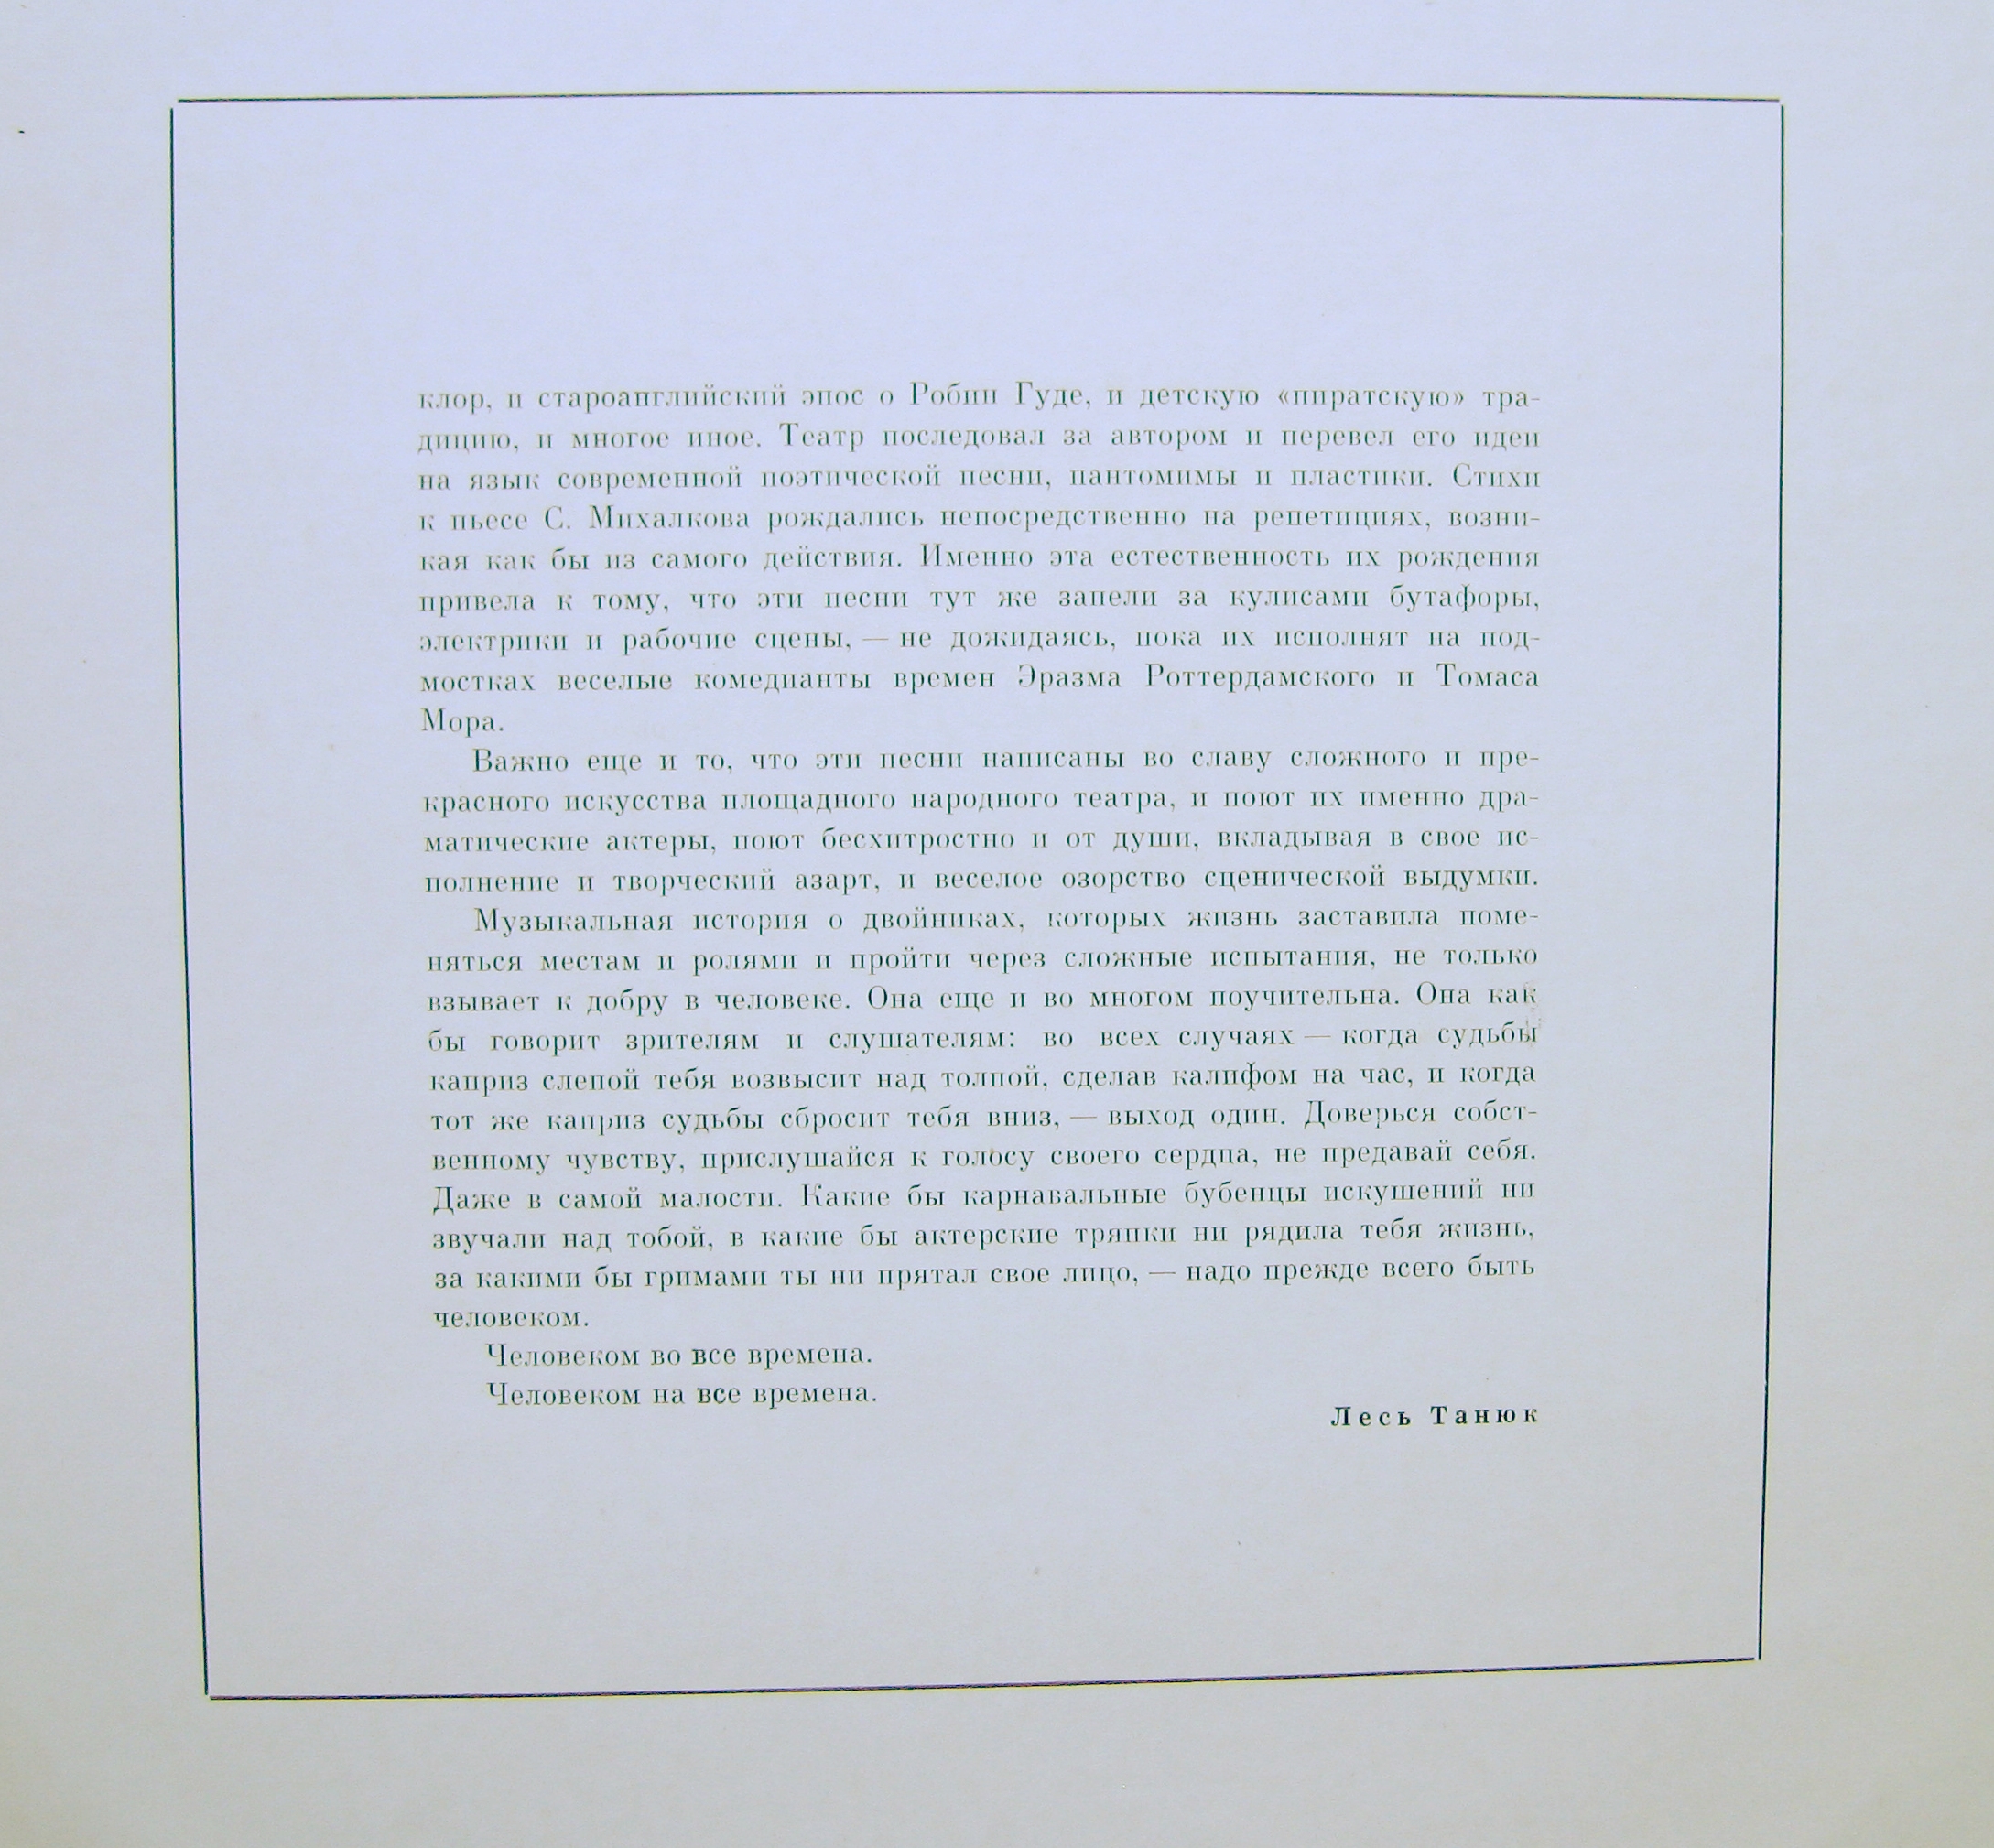 клор, и староанглийский эпос о Робин Гуде, и детскую «пиратскую» тра-
дицию, и многое иное. Театр последовал за автором и перевел его идеи
на язык современной поэтической песни, пантомимы и пластики. Стихи
к пьесе С. Михалкова рождались непосредственно на репетициях, возни-
кая как бы из самого действия. Именно эта естественность их рождения
привела к тому, что эти песни тут же запели за кулисами бутафоры,
электрики и рабочие сцены, — не дожидаясь, пока их исполнят на под-
мостках веселые комедианты времен Эразма Роттердамского и Томаса
Мора.
Важно еще и то, что эти песни написаны во славу сложного и пре-
красного искусства площадного народного театра, и поют их именно дра-
матические актеры, поют бесхитростно и от души, вкладывая в свое ис-
полнение и творческий азарт, и веселое озорство сценической выдумки.
Музыкальная история о двойниках, которых жизнь заставила поме-
няться местам и ролями и пройти через сложные испытания, не только
взывает к добру в человеке. Она еще и во многом поучительна. Она как
бы говорит зрителям и слушателям: во всех случаях — когда судьбы
каприз слепой тебя возвысит над толпой, сделав калифом на час, и когда
тот же каприз судьбы сбросит тебя вниз, — выход один. Доверься собст-
венному чувству, прислушайся к голосу своего сердца, не предавай себя.
Даже в самой малости. Какие бы карнавальные бубенцы искушений ни
звучали над тобой, в какие бы актерские тряпки ни рядила тебя жизнь,
за какими бы гримами ты ни прятал свое лицо, — надо прежде всего быть
человеком.
Человеком во все времена.
Человеком на все времена.
Лесь Танюк